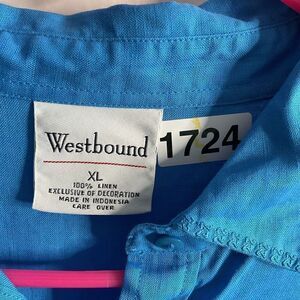 Westbound
XL
100% LINEN
EXCLUSIVE OF DECORATION
MADE IN INDONESIA
CARE OVER
1724